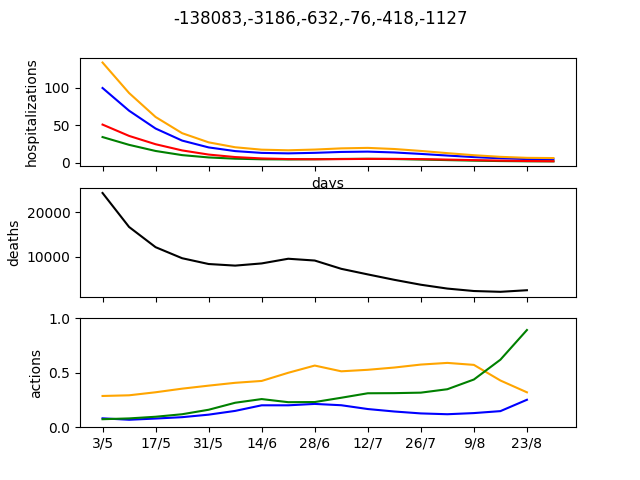 -138083,-3186,-632,-76,-418,-1127
hospitalizations
100
50
0
days
deaths
20000
10000
actions
1.0
0.5
0.0
3/5 17/5 31/5 14/6 28/6 12/7 26/7 9/8 23/8